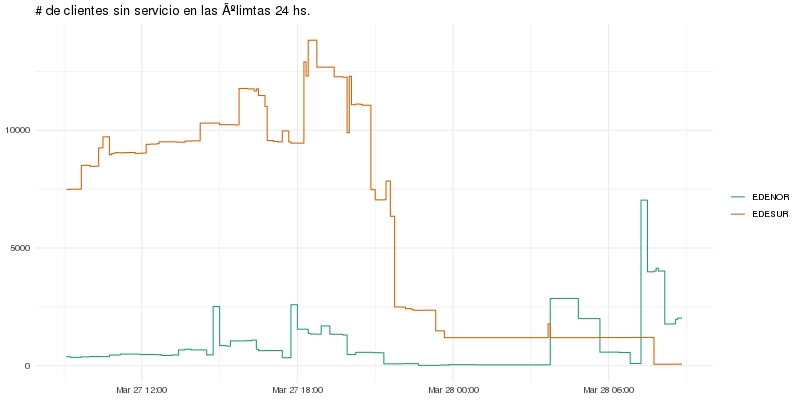 # de clientes sin servicio en las Ãºlimtas 24 hs.
10000
5000
0
Mar 27 12:00
Mar 27 18:00
Mar 28 00:00
Mar 28 06:00
EDENOR
EDESUR